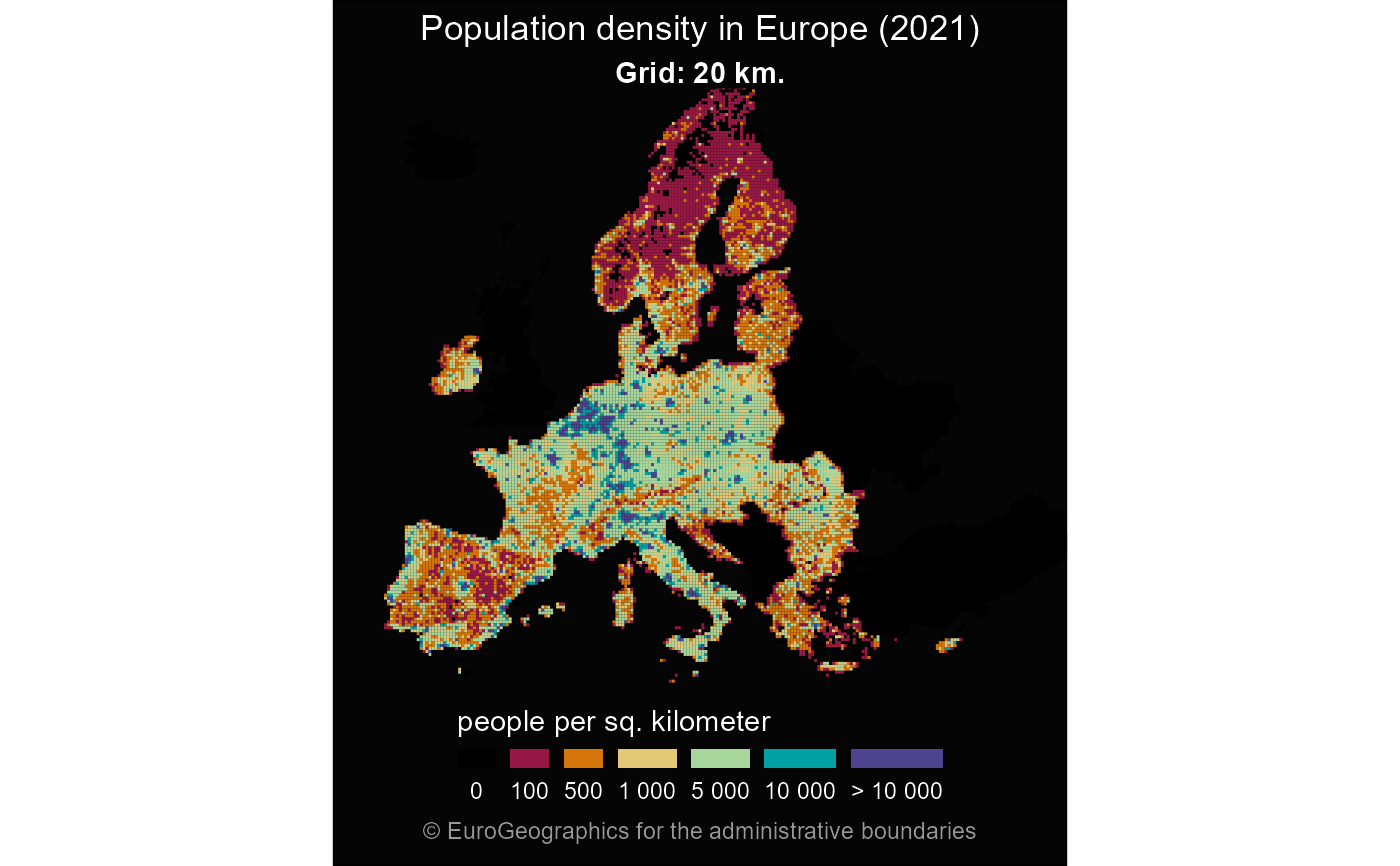 Population density in Europe (2021)
Grid: 20 km.
people per sq. kilometer
0 100 500 1 000 5 000 10 000 > 10 000
© EuroGeographics for the administrative boundaries